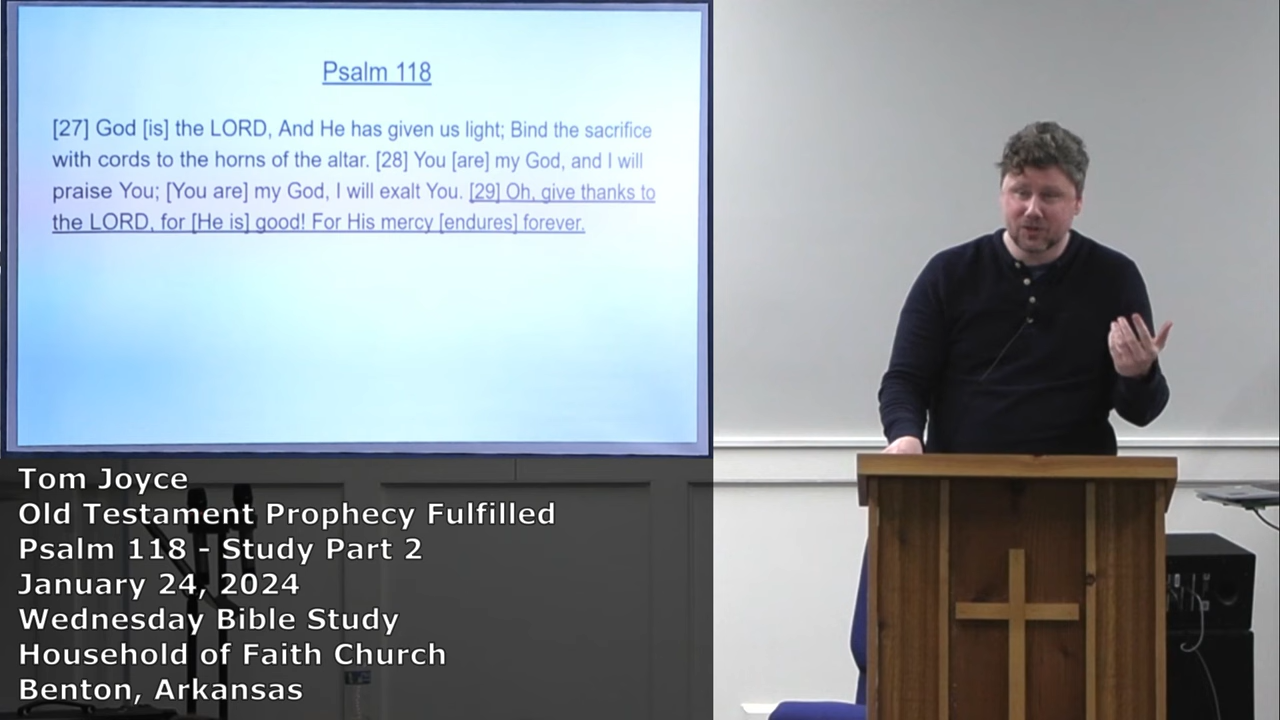 Psalm 118
[27] God [is] the LORD, And He has given us light; Bind the sacrifice
with cords to the horns of the altar. [28] You [are] my God, and I will
praise You; [You are] my God, I will exalt You. [29] Oh, give thanks to
the LORD, for [He is] good! For His mercy [endures] forever.
Tom Joyce
Old Testament Prophecy Fulfilled
Psalm 118 - Study Part 2
January 24, 2024
Wednesday Bible Study
Household of Faith Church
Benton, Arkansas